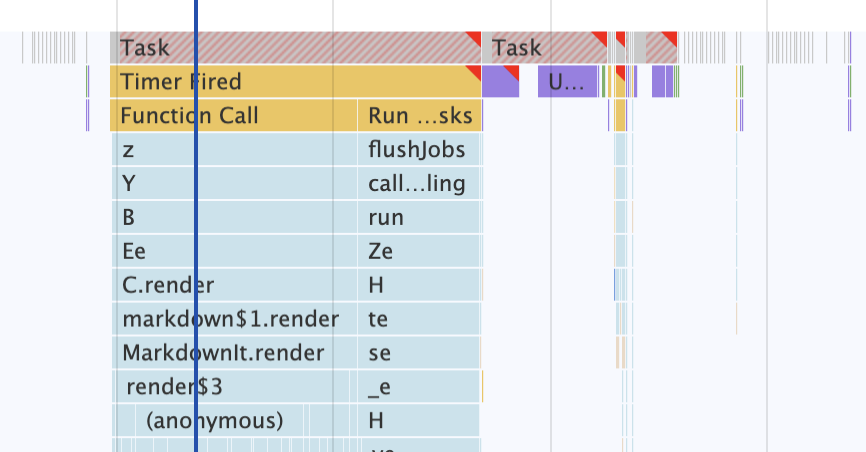 Task Task
Timer Fired U...
Function Call Run ...sks
z flushJobs
Y call...ling
B run
Ee Ze
C.render H
markdown$1.render te
MarkdownIt.render se
render$3 _e
(anonymous) H